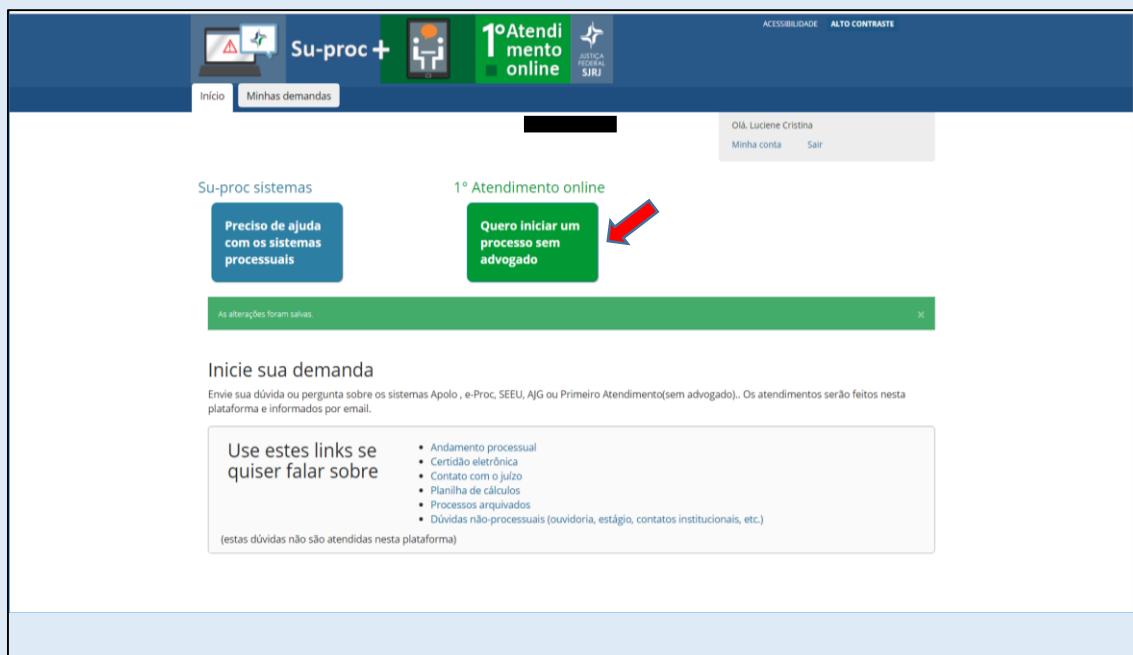 ACESSIBILIDADE ALTO CONTRASTE
Su-proc +
1º Atendi
mento
online
JUSTIÇA
FEDERAL
SJRJ
Início Minhas demandas
Olá, Luciene Cristina
Minha conta Sair
Su-proc sistemas
1° Atendimento online
Preciso de ajuda
com os sistemas
processuais
Quero iniciar um
processo sem
advogado
As alterações foram salvas. ×
Inicie sua demanda
Envie sua dúvida ou pergunta sobre os sistemas Apolo , e-Proc, SEEU, AJG ou Primeiro Atendimento(sem advogado).. Os atendimentos serão feitos nesta
plataforma e informados por email.
Use estes links se
quiser falar sobre
• Andamento processual
• Certidão eletrônica
• Contato com o juízo
• Planilha de cálculos
• Processos arquivados
• Dúvidas não-processuais (ouvidoria, estágio, contatos institucionais, etc.)
(estas dúvidas não são atendidas nesta plataforma)